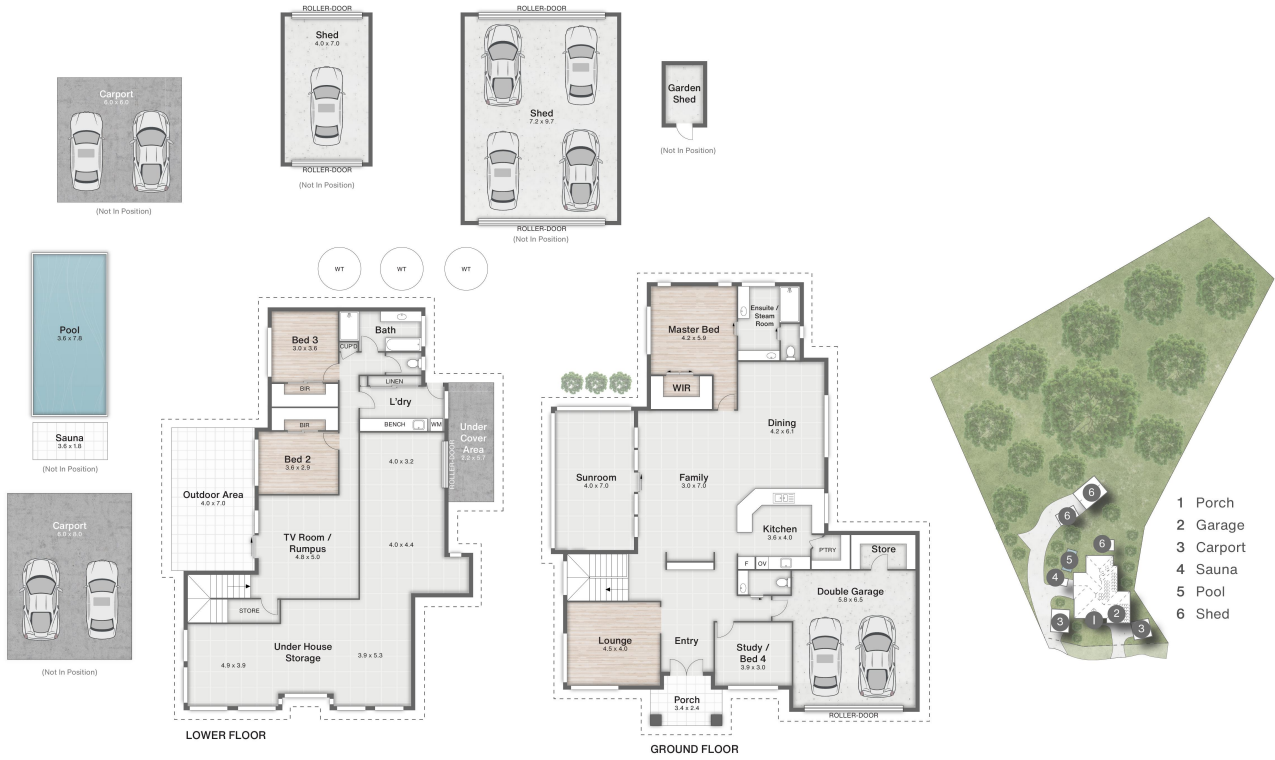 ROLLER-DOOR
Shed
4.0 x 7.0
ROLLER-DOOR
(Not In Position)
ROLLER-DOOR
Shed
7.2 x 9.7
ROLLER-DOOR
(Not In Position)
Garden
Shed
(Not In Position)
Carport
6.0 x 6.0
(Not In Position)
Pool
3.6 x 7.8
Sauna
3.6 x 1.8
(Not In Position)
Carport
6.0 x 8.0
(Not In Position)
WT
WT
WT
Bed 3
3.0 x 3.6
Bath
CUP'D
BIR
LINEN
L'dry
BENCH
WM
BIR
Bed 2
3.6 x 2.9
4.0 x 3.2
ROLLER-DOOR
Under
Cover
Area
Outdoor Area
4.0 x 7.0
TV Room /
Rumpus
4.8 x 5.0
4.0 x 4.4
STORE
Under House
Storage
4.9 x 3.9
3.9 x 5.3
LOWER FLOOR
Master Bed
4.2 x 5.9
Ensuite /
Steam
Room
WIR
Dining
4.2 x 6.1
Sunroom
4.0 x 7.0
Family
3.0 x 7.0
Kitchen
3.6 x 4.0
P'TRY
Store
F
OV
Double Garage
5.8 x 6.5
Lounge
4.5 x 4.0
Entry
Study /
Bed 4
3.9 x 3.0
Porch
3.4 x 2.4
ROLLER-DOOR
GROUND FLOOR
6
6
6
5
4
3
1
2
3
1 Porch
2 Garage
3 Carport
4 Sauna
5 Pool
6 Shed